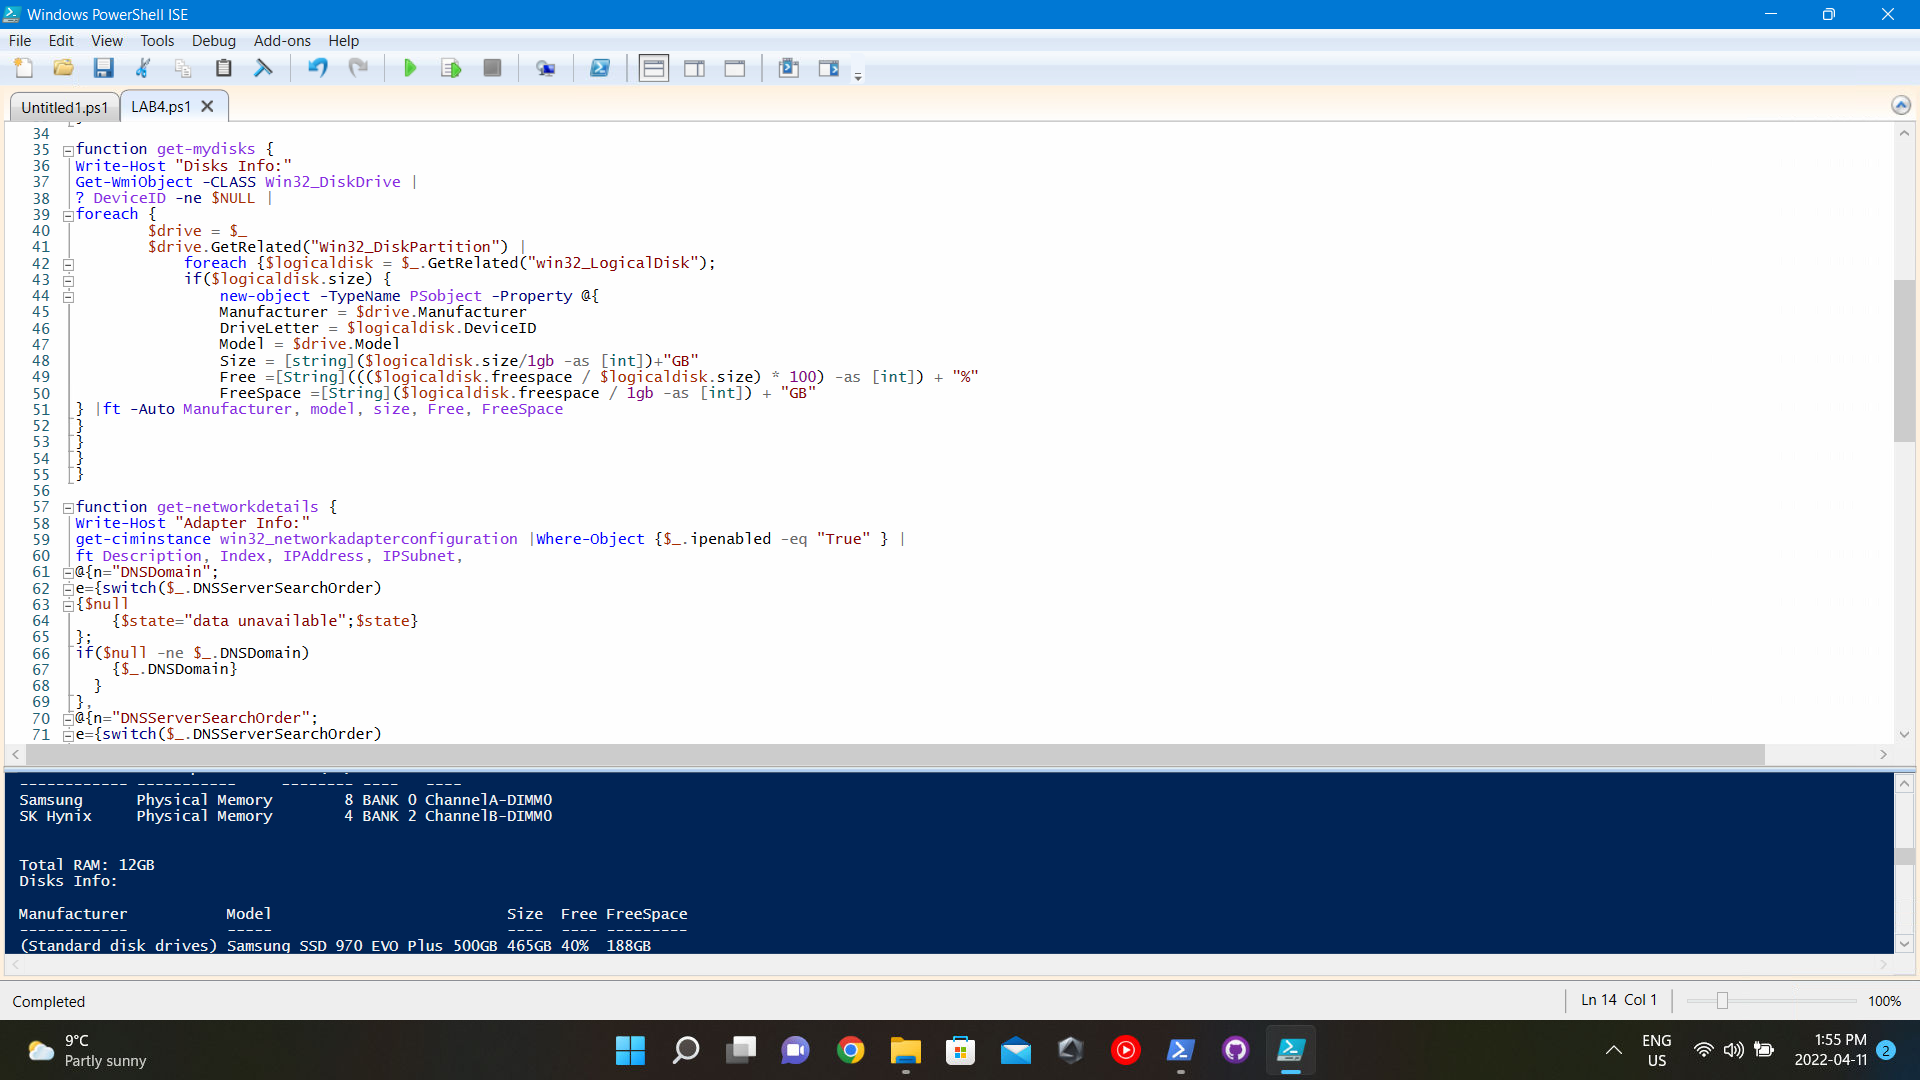 Windows PowerShell ISE
File Edit View Tools Debug Add-ons Help
Untitled1.ps1 LAB4.ps1
34
35 function get-mydisks {
36 Write-Host "Disks Info:"
37 Get-WmiObject -CLASS Win32_DiskDrive |
38 ? DeviceID -ne $NULL |
39 foreach {
40 $drive = $_
41 $drive.GetRelated("Win32_DiskPartition") |
42 foreach {$logicaldisk = $_.GetRelated("win32_LogicalDisk");
43 if($logicaldisk.size) {
44 new-object -TypeName PSobject -Property @{
45 Manufacturer = $drive.Manufacturer
46 DriveLetter = $logicaldisk.DeviceID
47 Model = $drive.Model
48 Size = [string]($logicaldisk.size/1gb -as [int])+"GB"
49 Free =[String]((($logicaldisk.freespace / $logicaldisk.size) * 100) -as [int]) + "%"
50 FreeSpace =[String]($logicaldisk.freespace / 1gb -as [int]) + "GB"
51 } |ft -Auto Manufacturer, model, size, Free, FreeSpace
52 }
53 }
54 }
55 }
56
57 function get-networkdetails {
58 Write-Host "Adapter Info:"
59 get-ciminstance win32_networkadapterconfiguration |Where-Object {$_.ipenabled -eq "True" } |
60 ft Description, Index, IPAddress, IPSubnet,
61 @{n="DNSDomain";
62 e={switch($_.DNSServerSearchOrder)
63 {$null
64 {$state="data unavailable";$state}
65 };
66 if($null -ne $_.DNSDomain)
67 {$_.DNSDomain}
68 }
69 },
70 @{n="DNSServerSearchOrder";
71 e={switch($_.DNSServerSearchOrder)
------------ ----------- -------- ---- ----
Samsung Physical Memory 8 BANK 0 ChannelA-DIMM0
SK Hynix Physical Memory 4 BANK 2 ChannelB-DIMM0
Total RAM: 12GB
Disks Info:
Manufacturer Model Size Free FreeSpace
------------ ----- ---- ---- ---------
(Standard disk drives) Samsung SSD 970 EVO Plus 500GB 465GB 40% 188GB
Completed Ln 14 Col 1 100%
9°C
Partly sunny
ENG
US
1:55 PM
2022-04-11
2